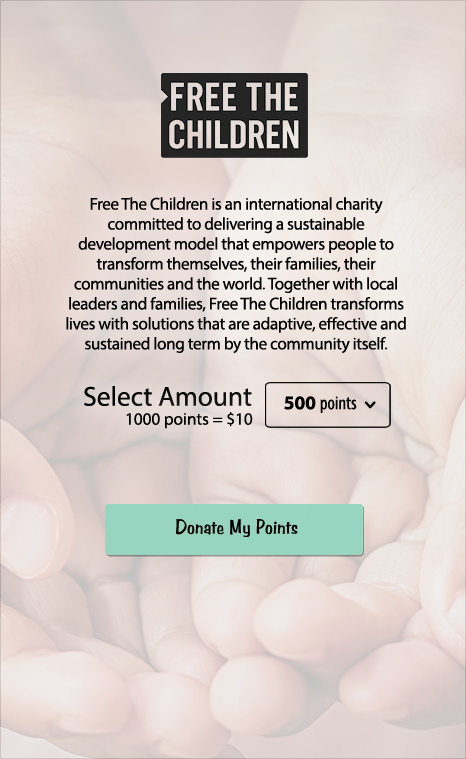 FREE THE
CHILDREN
Free The Children is an international charity
committed to delivering a sustainable
development model that empowers people to
transform themselves, their families, their
communities and the world. Together with local
leaders and families, Free The Children transforms
lives with solutions that are adaptive, effective and
sustained long term by the community itself.
Select Amount
1000 points = $10
500 points
Donate My Points